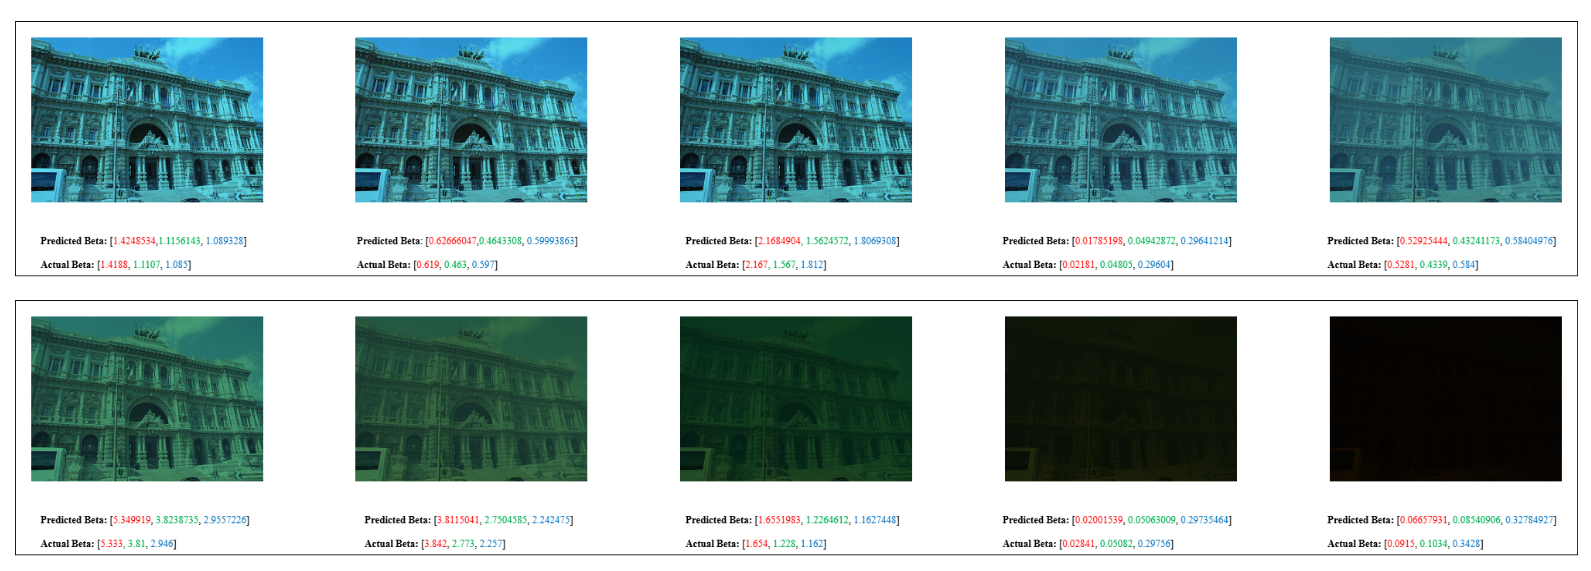 Predicted Beta: [1.4248534,1.1156143, 1.089328]
Actual Beta: [1.4188, 1.1107, 1.085]
Predicted Beta: [0.62666047,0.4643308, 0.59993863]
Actual Beta: [0.619, 0.463, 0.597]
Predicted Beta: [2.1684904, 1.5624572, 1.8069308]
Actual Beta: [2.167, 1.567, 1.812]
Predicted Beta: [0.01785198, 0.04942872, 0.29641214]
Actual Beta: [0.02181, 0.04805, 0.29604]
Predicted Beta: [0.52925444, 0.43241173, 0.58404976]
Actual Beta: [0.5281, 0.4339, 0.584]
Predicted Beta: [5.349919, 3.8238735, 2.9557226]
Actual Beta: [5.333, 3.81, 2.946]
Predicted Beta: [3.8115041, 2.7504585, 2.242475]
Actual Beta: [3.842, 2.773, 2.257]
Predicted Beta: [1.6551983, 1.2264612, 1.1627448]
Actual Beta: [1.654, 1.228, 1.162]
Predicted Beta: [0.02001539, 0.05063009, 0.29735464]
Actual Beta: [0.02841, 0.05082, 0.29756]
Predicted Beta: [0.06657931, 0.08540906, 0.32784927]
Actual Beta: [0.0915, 0.1034, 0.3428]